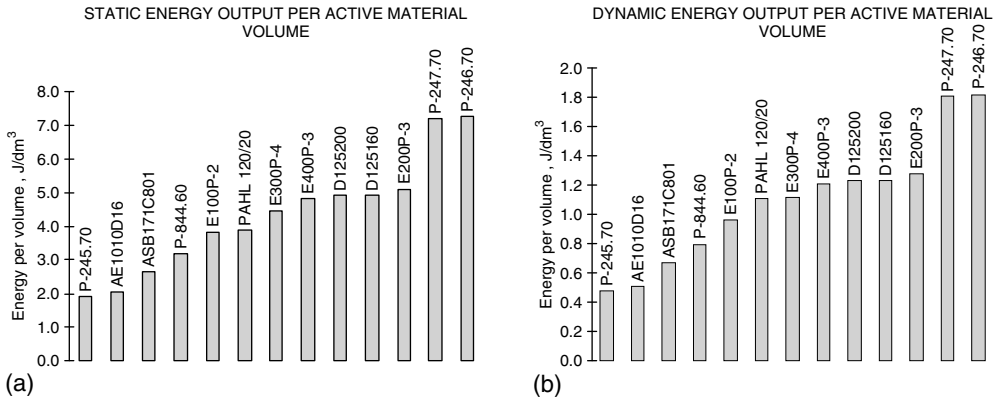 STATIC ENERGY OUTPUT PER ACTIVE MATERIAL
VOLUME
Energy per volume , J/dm³
8.0
7.0
6.0
5.0
4.0
3.0
2.0
1.0
0.0
P-245.70
AE1010D16
ASB171C801
P-844.60
E100P-2
PAHL 120/20
E300P-4
E400P-3
D125200
D125160
E200P-3
P-247.70
P-246.70
(a)
DYNAMIC ENERGY OUTPUT PER ACTIVE MATERIAL
VOLUME
Energy per volume , J/dm³
2.0
1.8
1.6
1.4
1.2
1.0
0.8
0.6
0.4
0.2
0.0
P-245.70
AE1010D16
ASB171C801
P-844.60
E100P-2
PAHL 120/20
E300P-4
E400P-3
D125200
D125160
E200P-3
P-247.70
P-246.70
(b)